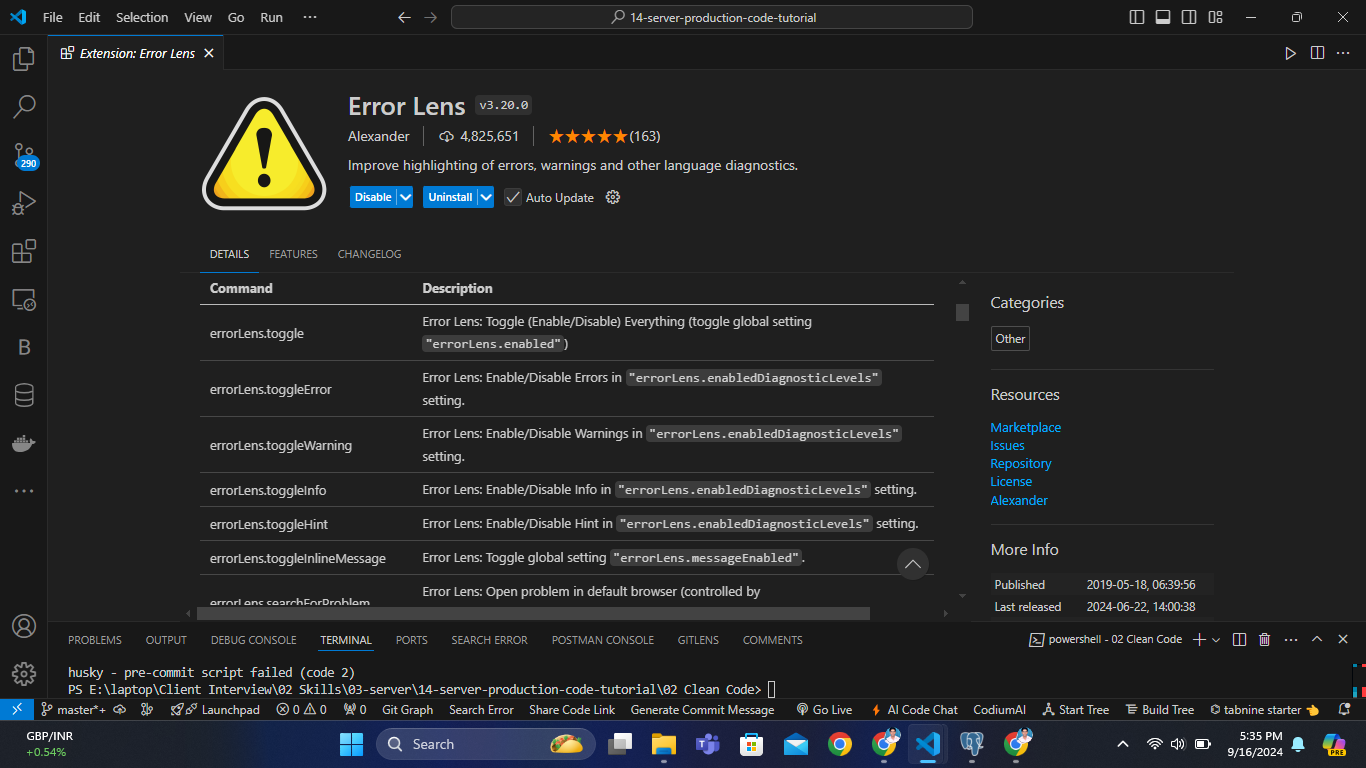 File Edit Selection View Go Run ···
14-server-production-code-tutorial
Extension: Error Lens
Error Lens v3.20.0
Alexander 4,825,651 (163)
Improve highlighting of errors, warnings and other language diagnostics.
Disable Uninstall Auto Update
DETAILS FEATURES CHANGELOG
Command Description
errorLens.toggle Error Lens: Toggle (Enable/Disable) Everything (toggle global setting
"errorLens.enabled")
errorLens.toggleError Error Lens: Enable/Disable Errors in "errorLens.enabledDiagnosticLevels"
setting.
errorLens.toggleWarning Error Lens: Enable/Disable Warnings in "errorLens.enabledDiagnosticLevels"
setting.
errorLens.toggleInfo Error Lens: Enable/Disable Info in "errorLens.enabledDiagnosticLevels" setting.
errorLens.toggleHint Error Lens: Enable/Disable Hint in "errorLens.enabledDiagnosticLevels" setting.
errorLens.toggleInlineMessage Error Lens: Toggle global setting "errorLens.messageEnabled".
errorLens.searchForProblem Error Lens: Open problem in default browser (controlled by
Categories
Other
Resources
Marketplace
Issues
Repository
License
Alexander
More Info
Published 2019-05-18, 06:39:56
Last released 2024-06-22, 14:00:38
290
B
PROBLEMS OUTPUT DEBUG CONSOLE TERMINAL PORTS SEARCH ERROR POSTMAN CONSOLE GITLENS COMMENTS
powershell - 02 Clean Code
husky - pre-commit script failed (code 2)
PS E:\laptop\Client Interview\02 Skills\03-server\14-server-production-code-tutorial\02 Clean Code>
master*+ Launchpad 0 0 0 Git Graph Search Error Share Code Link Generate Commit Message Go Live AI Code Chat CodiumAI Start Tree Build Tree tabnine starter
GBP/INR
+0.54%
Search
5:35 PM
9/16/2024
PRE